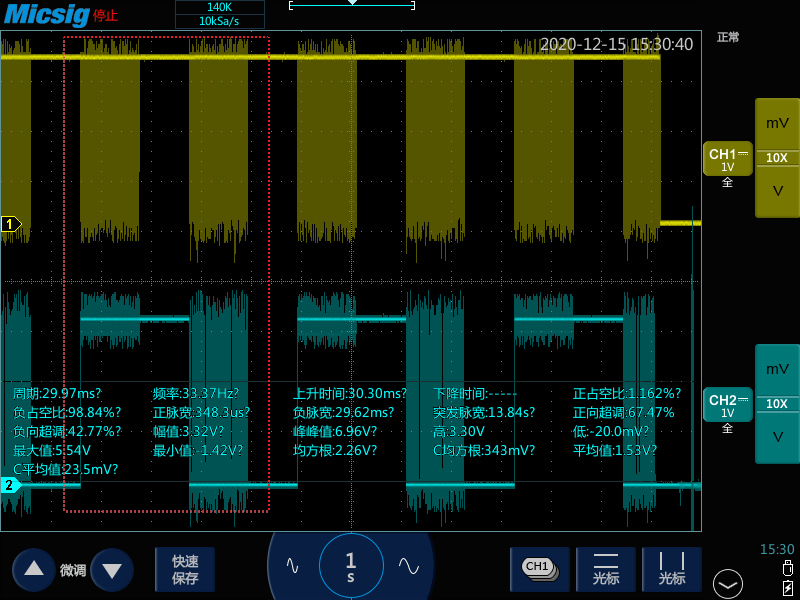 Micsig 停止
140K
10kSa/s
2020-12-15 15:30:40
正常
mV
CH1
1V
10X
全
V
1
周期:29.97ms?
频率:33.37Hz?
上升时间:30.30ms?
下降时间:-----
正占空比:1.162%?
负占空比:98.84%?
正脉宽:348.3us?
负脉宽:29.62ms?
突发脉宽:13.84s?
正向超调:67.47%
负向超调:42.77%?
幅值:3.32V?
峰峰值:6.96V?
高:3.30V
低:-20.0mV?
最大值:5.54V
最小值:-1.42V?
均方根:2.26V?
C均方根:343mV?
平均值:1.53V?
C平均值:23.5mV?
mV
CH2
1V
10X
全
V
2
微调
快速
保存
1
s
CH1
光标
光标
15:30